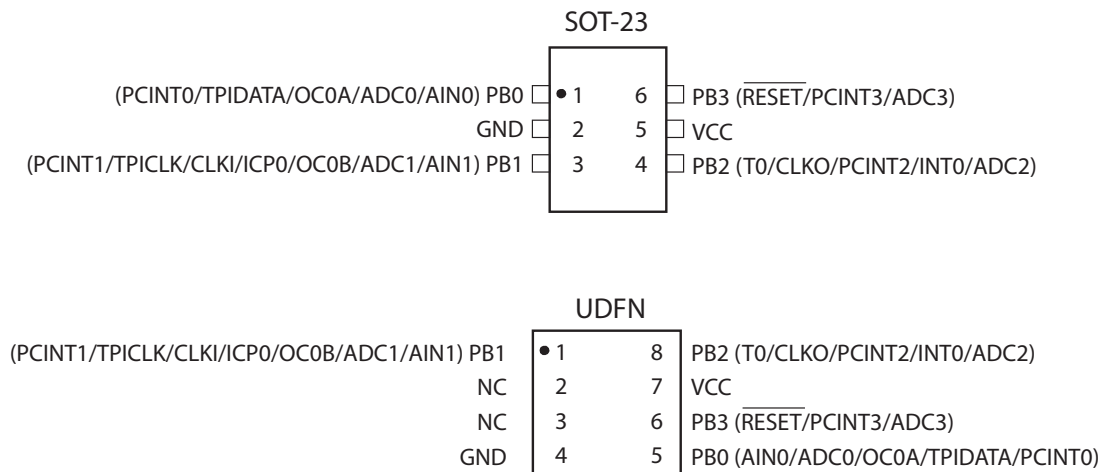 SOT-23
(PCINT0/TPIDATA/OC0A/ADC0/AIN0) PB0 1 6 PB3 (RESET/PCINT3/ADC3)
GND 2 5 VCC
(PCINT1/TPICLK/CLKI/ICP0/OC0B/ADC1/AIN1) PB1 3 4 PB2 (T0/CLKO/PCINT2/INT0/ADC2)
UDFN
(PCINT1/TPICLK/CLKI/ICP0/OC0B/ADC1/AIN1) PB1 1 8 PB2 (T0/CLKO/PCINT2/INT0/ADC2)
NC 2 7 VCC
NC 3 6 PB3 (RESET/PCINT3/ADC3)
GND 4 5 PB0 (AIN0/ADC0/OC0A/TPIDATA/PCINT0)